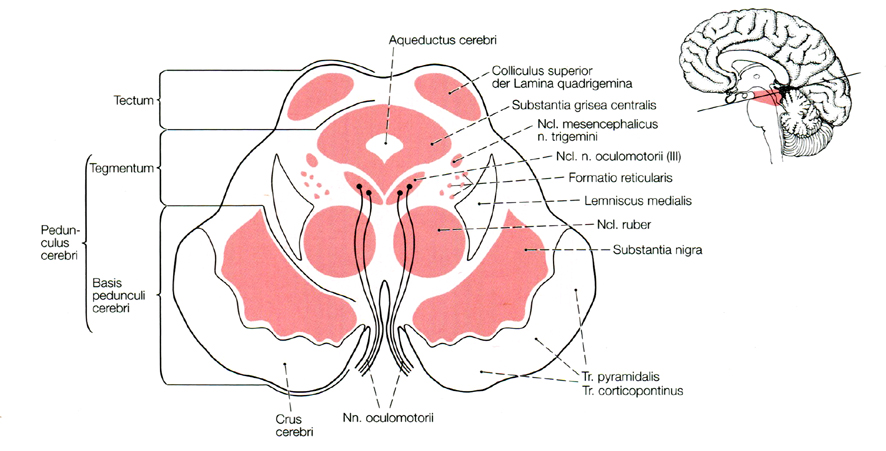 Aqueductus cerebri
Colliculus superior
der Lamina quadrigemina
Tectum
Substantia grisea centralis
Ncl. mesencephalicus
n. trigemini
Ncl. n. oculomotorii (III)
Tegmentum
Formatio reticularis
Lemniscus medialis
Ncl. ruber
Pedun-
culus
cerebri
Substantia nigra
Basis
pedunculi
cerebri
Tr. pyramidalis
Tr. corticopontinus
Nn. oculomotorii
Crus
cerebri